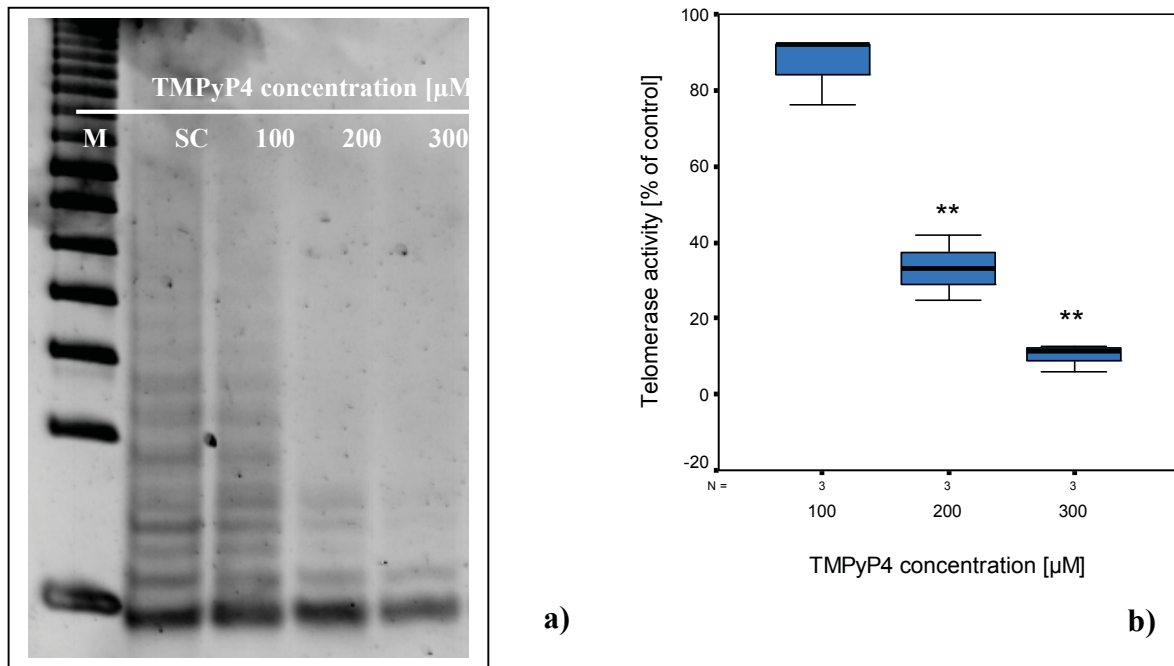 TMPyP4 concentration [µM
M SC 100 200 300
a)
100
80
60
40
20
0
-20
Telomerase activity [% of control]
**
**
N = 3 3 3
100 200 300
TMPyP4 concentration [µM]
b)